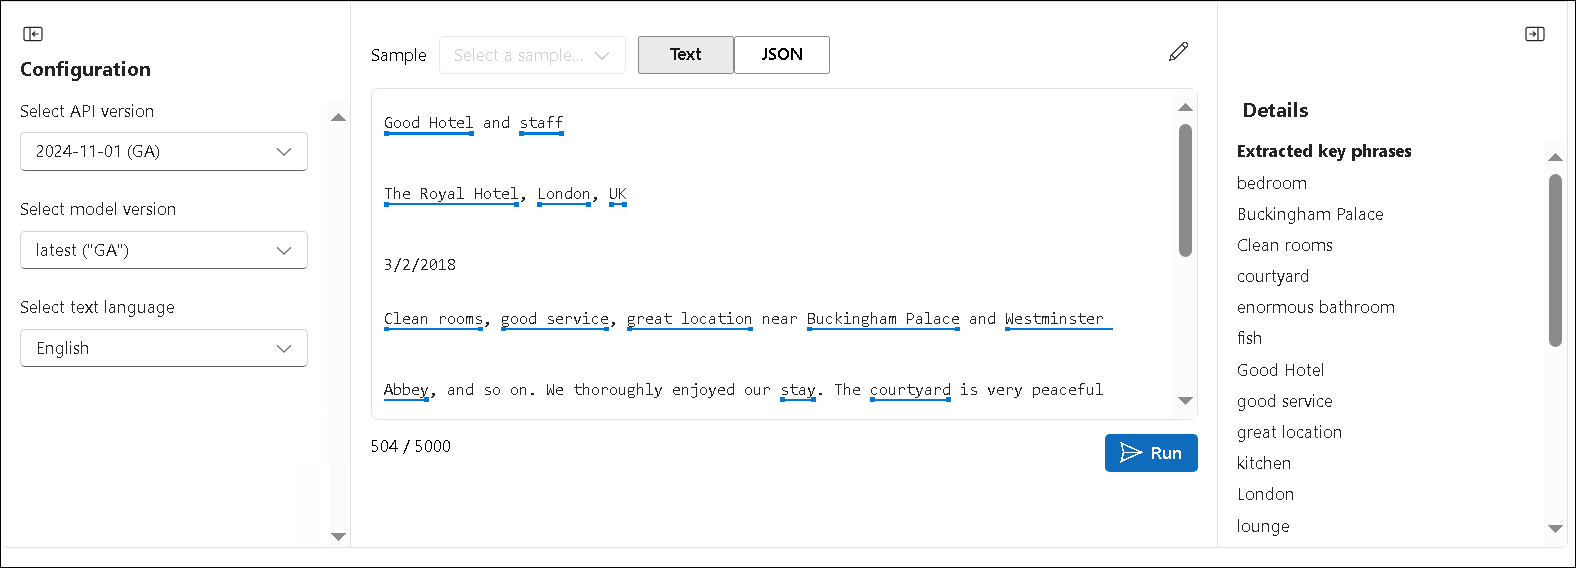 Configuration
Select API version
2024-11-01 (GA)
Select model version
latest ("GA")
Select text language
English
Sample
Select a sample...
Text
JSON
Good Hotel and staff
The Royal Hotel, London, UK
3/2/2018
Clean rooms, good service, great location near Buckingham Palace and Westminster
Abbey, and so on. We thoroughly enjoyed our stay. The courtyard is very peaceful
504 / 5000
Run
Details
Extracted key phrases
bedroom
Buckingham Palace
Clean rooms
courtyard
enormous bathroom
fish
Good Hotel
good service
great location
kitchen
London
lounge